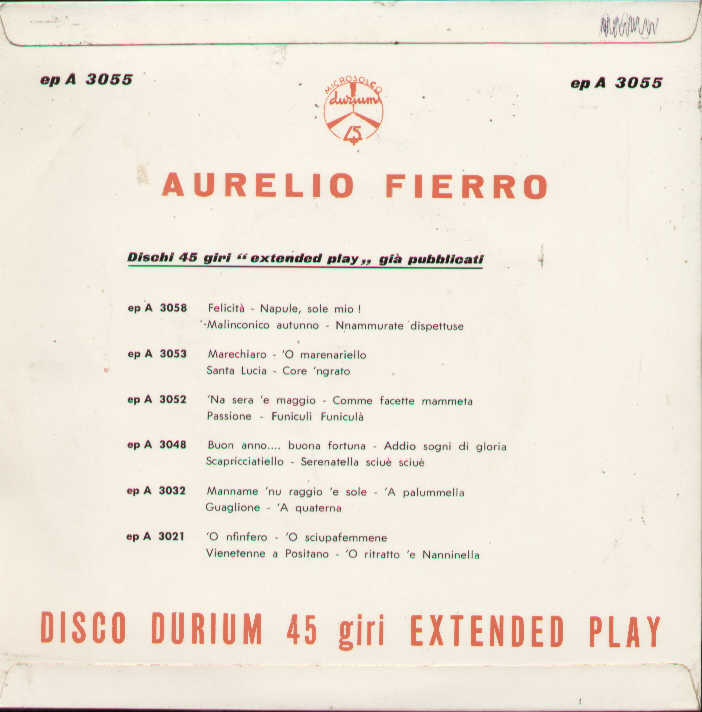 ep A 3055
ep A 3055
MICROSOLCO
durium
45
AURELIO FIERRO
Dischi 45 giri “ extended play „ già pubblicati
ep A 3058 Felicità - Napule, sole mio !
Malinconico autunno - Nnammurate dispettuse
ep A 3053 Marechiaro - 'O marenariello
Santa Lucia - Core 'ngrato
ep A 3052 'Na sera 'e maggio - Comme facette mammeta
Passione - Funiculì Funiculà
ep A 3048 Buon anno.... buona fortuna - Addio sogni di gloria
Scapricciatiello - Serenatella sciuè sciuè
ep A 3032 Manname 'nu raggio 'e sole - 'A palummella
Guaglione - 'A quaterna
ep A 3021 'O nfinfero - 'O sciupafemmene
Vienetenne a Positano - 'O ritratto 'e Nanninella
DISCO DURIUM 45 giri EXTENDED PLAY